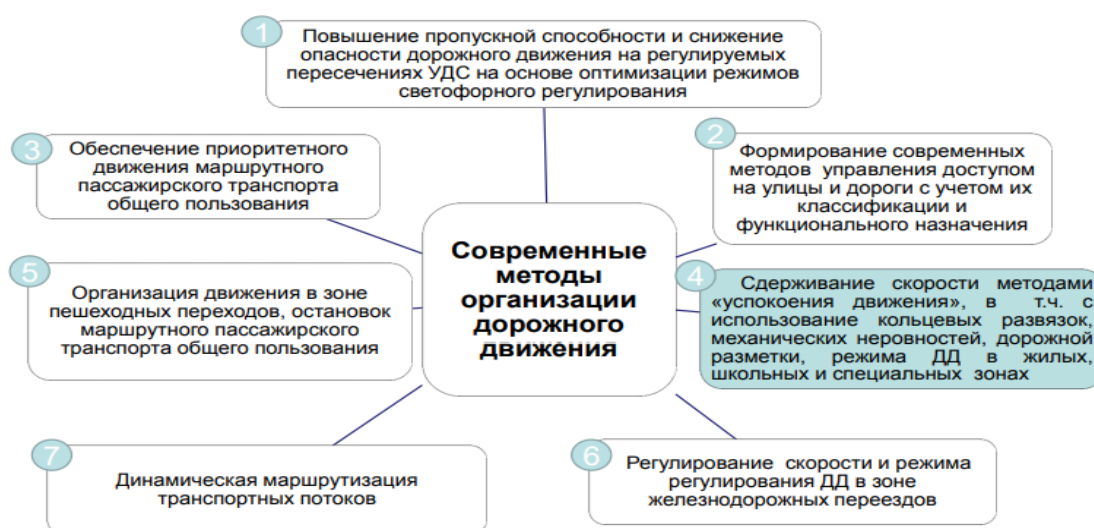 1
Повышение пропускной способности и снижение
опасности дорожного движения на регулируемых
пересечениях УДС на основе оптимизации режимов
светофорного регулирования
3
Обеспечение приоритетного
движения маршрутного
пассажирского транспорта
общего пользования
2
Формирование современных
методов управления доступом
на улицы и дороги с учетом их
классификации и
функционального назначения
Современные
методы
организации
дорожного
движения
5
Организация движения в зоне
пешеходных переходов, остановок
маршрутного пассажирского
транспорта общего пользования
4
Сдерживание скорости методами
«успокоения движения», в т.ч. с
использование кольцевых развязок,
механических неровностей, дорожной
разметки, режима ДД в жилых,
школьных и специальных зонах
7
Динамическая маршрутизация
транспортных потоков
6
Регулирование скорости и режима
регулирования ДД в зоне
железнодорожных переездов